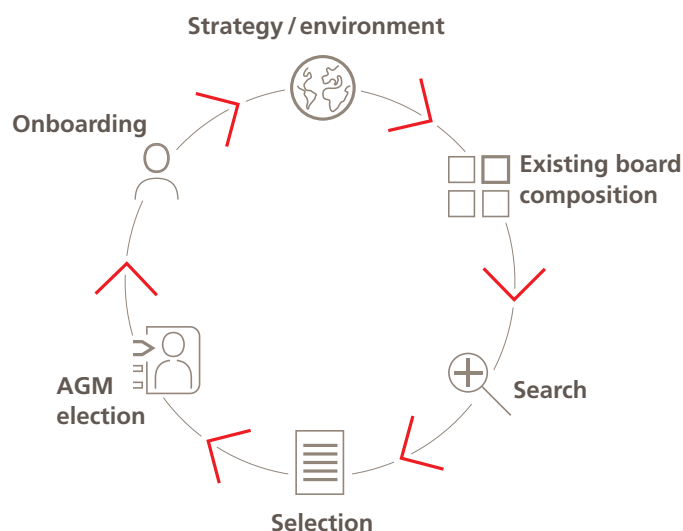 Strategy / environment
Onboarding
Existing board
composition
Search
AGM
election
Selection